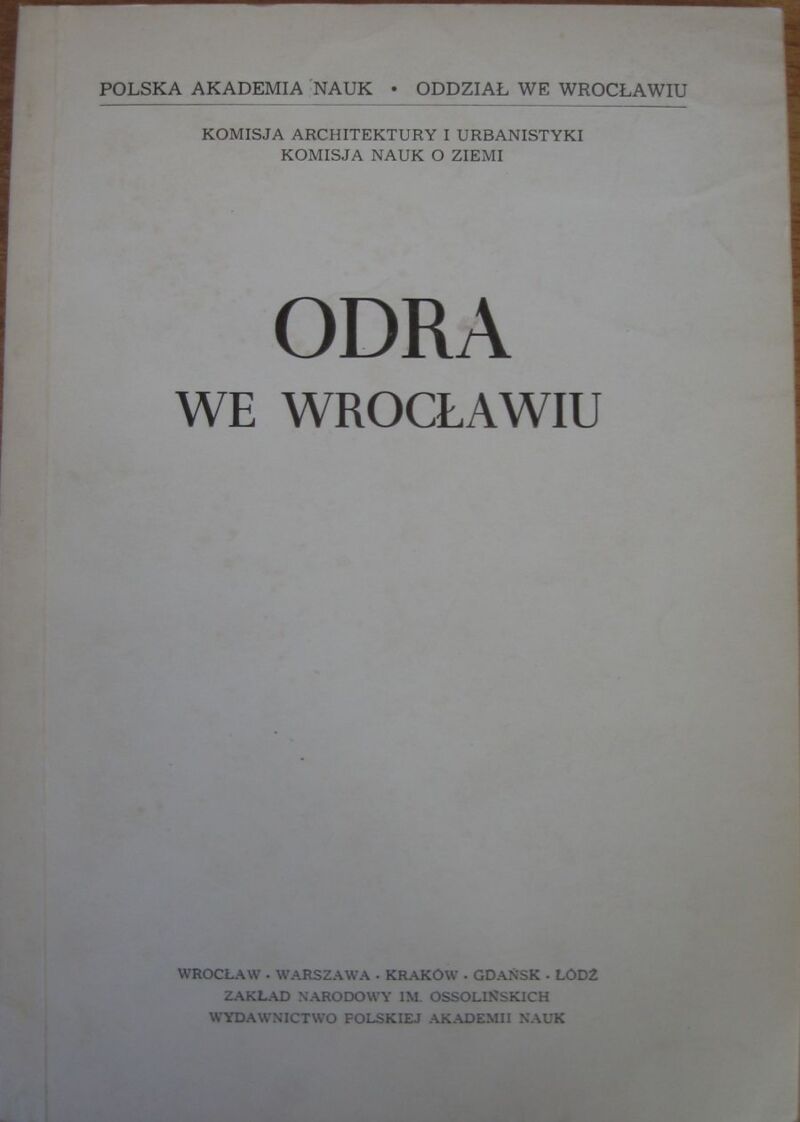 POLSKA AKADEMIA NAUK • ODDZIAŁ WE WROCŁAWIU
KOMISJA ARCHITEKTURY I URBANISTYKI
KOMISJA NAUK O ZIEMI
ODRA
WE WROCŁAWIU
WROCŁAW · WARSZAWA · KRAKÓW · GDAŃSK · ŁÓDŹ
ZAKŁAD NARODOWY IM. OSSOLIŃSKICH
WYDAWNICTWO POLSKIEJ AKADEMII NAUK